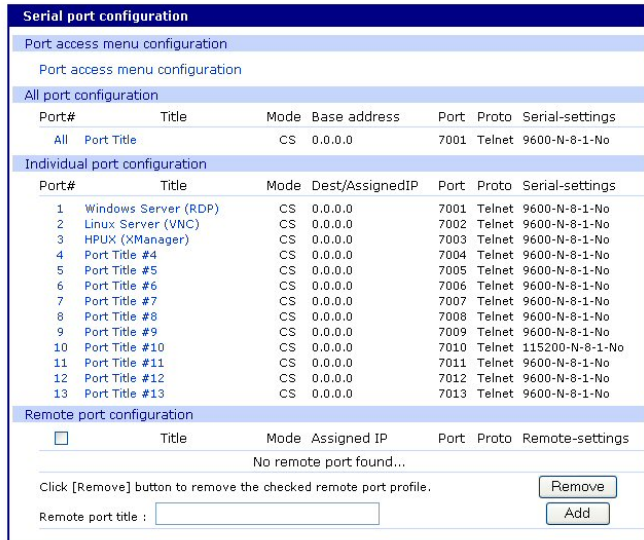 Serial port configuration
Port access menu configuration
Port access menu configuration
All port configuration
Port# Title Mode Base address Port Proto Serial-settings
All Port Title CS 0.0.0.0 7001 Telnet 9600-N-8-1-No
Individual port configuration
Port# Title Mode Dest/AssignedIP Port Proto Serial-settings
1 Windows Server (RDP) CS 0.0.0.0 7001 Telnet 9600-N-8-1-No
2 Linux Server (VNC) CS 0.0.0.0 7002 Telnet 9600-N-8-1-No
3 HPUX (XManager) CS 0.0.0.0 7003 Telnet 9600-N-8-1-No
4 Port Title #4 CS 0.0.0.0 7004 Telnet 9600-N-8-1-No
5 Port Title #5 CS 0.0.0.0 7005 Telnet 9600-N-8-1-No
6 Port Title #6 CS 0.0.0.0 7006 Telnet 9600-N-8-1-No
7 Port Title #7 CS 0.0.0.0 7007 Telnet 9600-N-8-1-No
8 Port Title #8 CS 0.0.0.0 7008 Telnet 9600-N-8-1-No
9 Port Title #9 CS 0.0.0.0 7009 Telnet 9600-N-8-1-No
10 Port Title #10 CS 0.0.0.0 7010 Telnet 115200-N-8-1-No
11 Port Title #11 CS 0.0.0.0 7011 Telnet 9600-N-8-1-No
12 Port Title #12 CS 0.0.0.0 7012 Telnet 9600-N-8-1-No
13 Port Title #13 CS 0.0.0.0 7013 Telnet 9600-N-8-1-No
Remote port configuration
Title Mode Assigned IP Port Proto Remote-settings
No remote port found...
Click [Remove] button to remove the checked remote port profile. Remove
Remote port title : Add